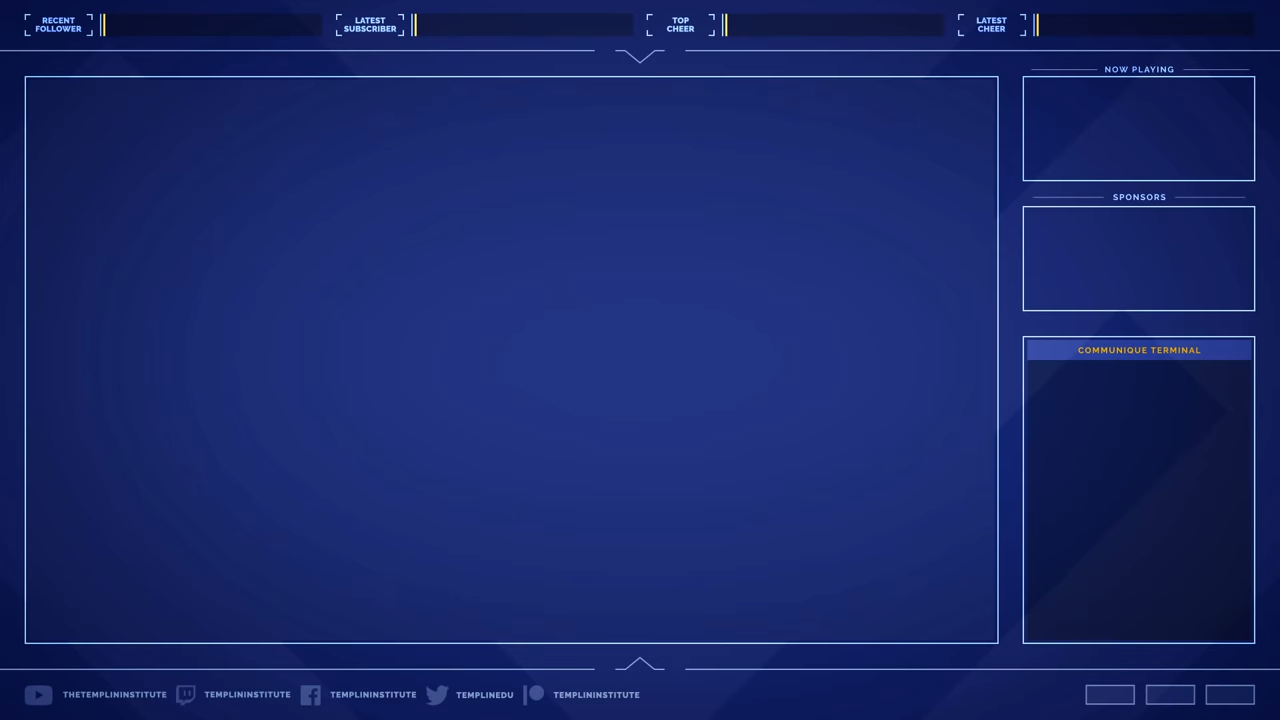 RECENT
FOLLOWER
LATEST
SUBSCRIBER
TOP
CHEER
LATEST
CHEER
NOW PLAYING
SPONSORS
COMMUNIQUE TERMINAL
THETEMPLININSTITUTE
TEMPLININSTITUTE
TEMPLININSTITUTE
TEMPLINEDU
TEMPLININSTITUTE